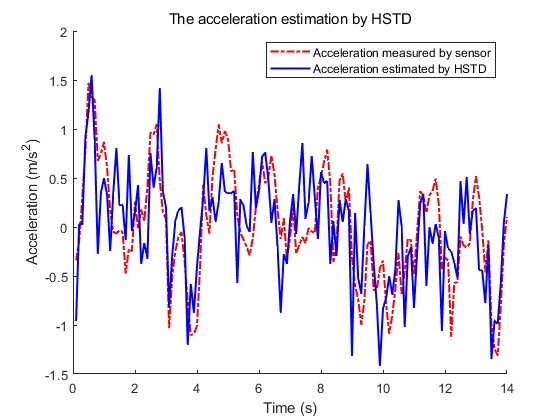 The acceleration estimation by HSTD
Acceleration measured by sensor
Acceleration estimated by HSTD
Acceleration (m/s²)
2
1.5
1
0.5
0
-0.5
-1
-1.5
0 2 4 6 8 10 12 14
Time (s)